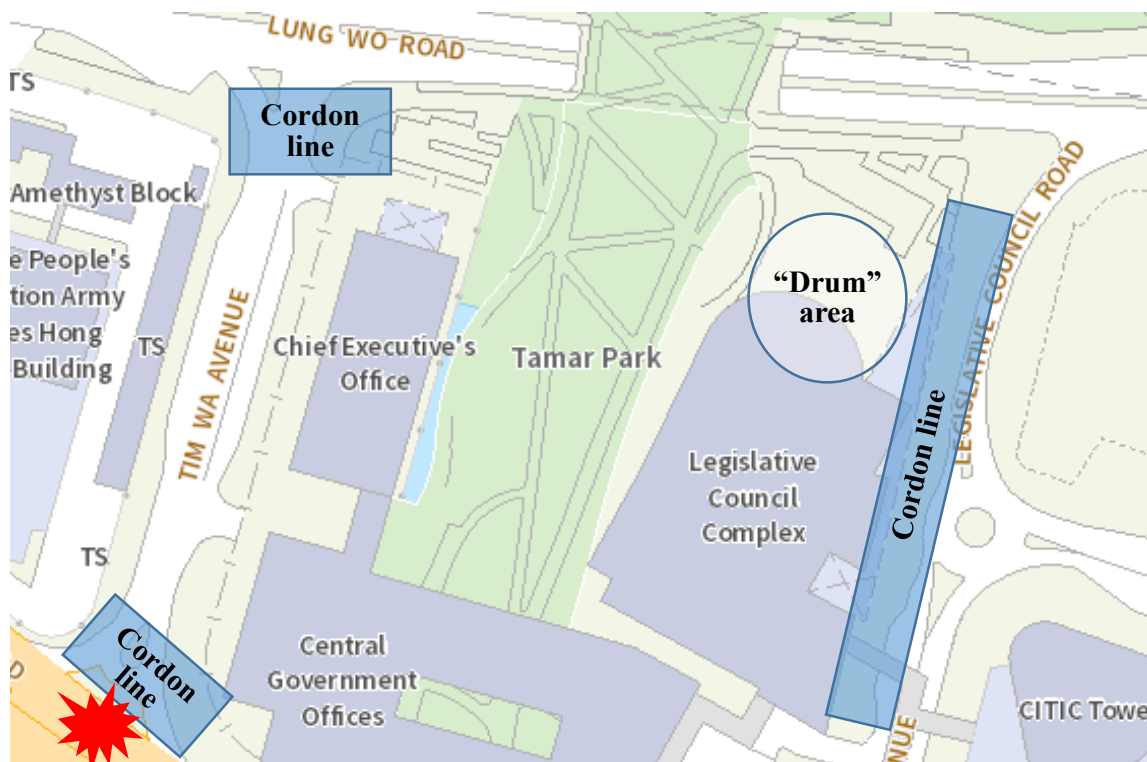 LUNG WO ROAD
TS
Cordon
line
Amethyst Block
e People's
tion Army
es Hong
Building
TS
TIM WA AVENUE
Chief Executive's
Office
Tamar Park
“Drum”
area
LEGISLATIVE COUNCIL ROAD
Cordon line
Legislative
Council
Complex
TS
Cordon
line
D
Central
Government
Offices
NUE
CITIC Towe